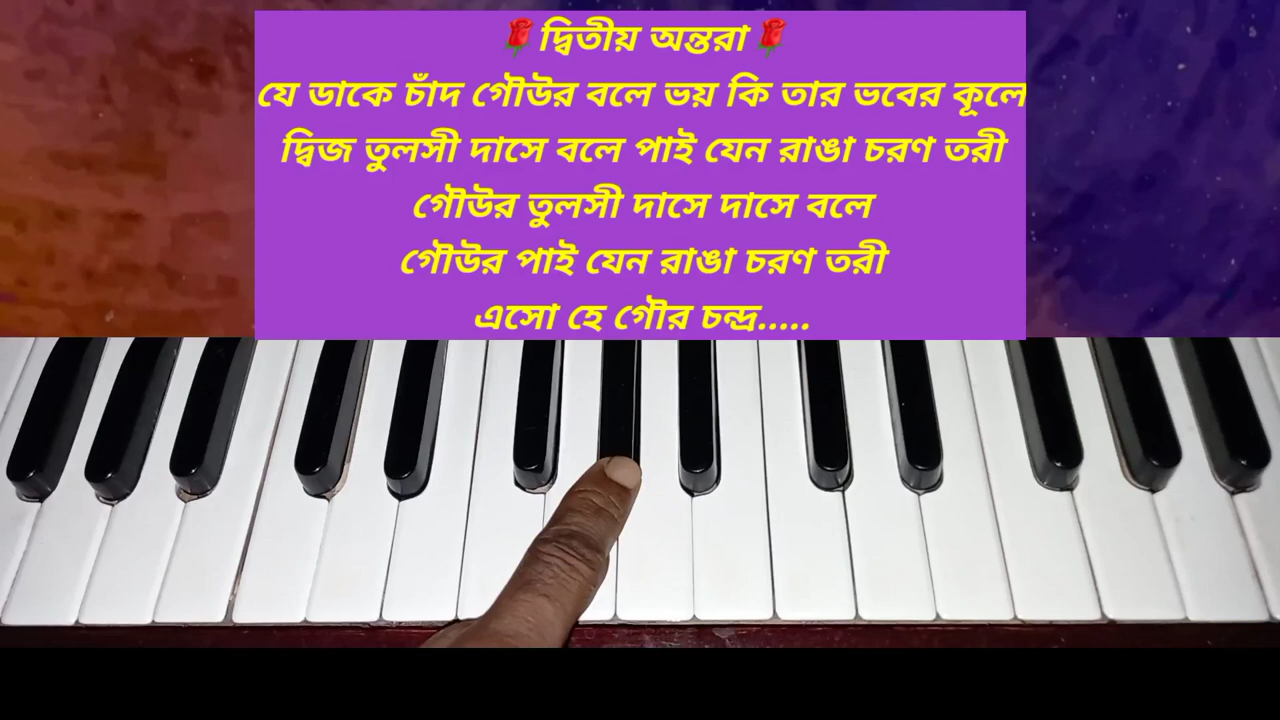 🌹দ্বিতীয় অন্তরা🌹
যে ডাকে চাঁদ গৌউর বলে ভয় কি তার ভবের কূলে
দ্বিজ তুলসী দাসে বলে পাই যেন রাঙা চরণ তরী
গৌউর তুলসী দাসে দাসে বলে
গৌউর পাই যেন রাঙা চরণ তরী
এসো হে গৌর চন্দ্র.....